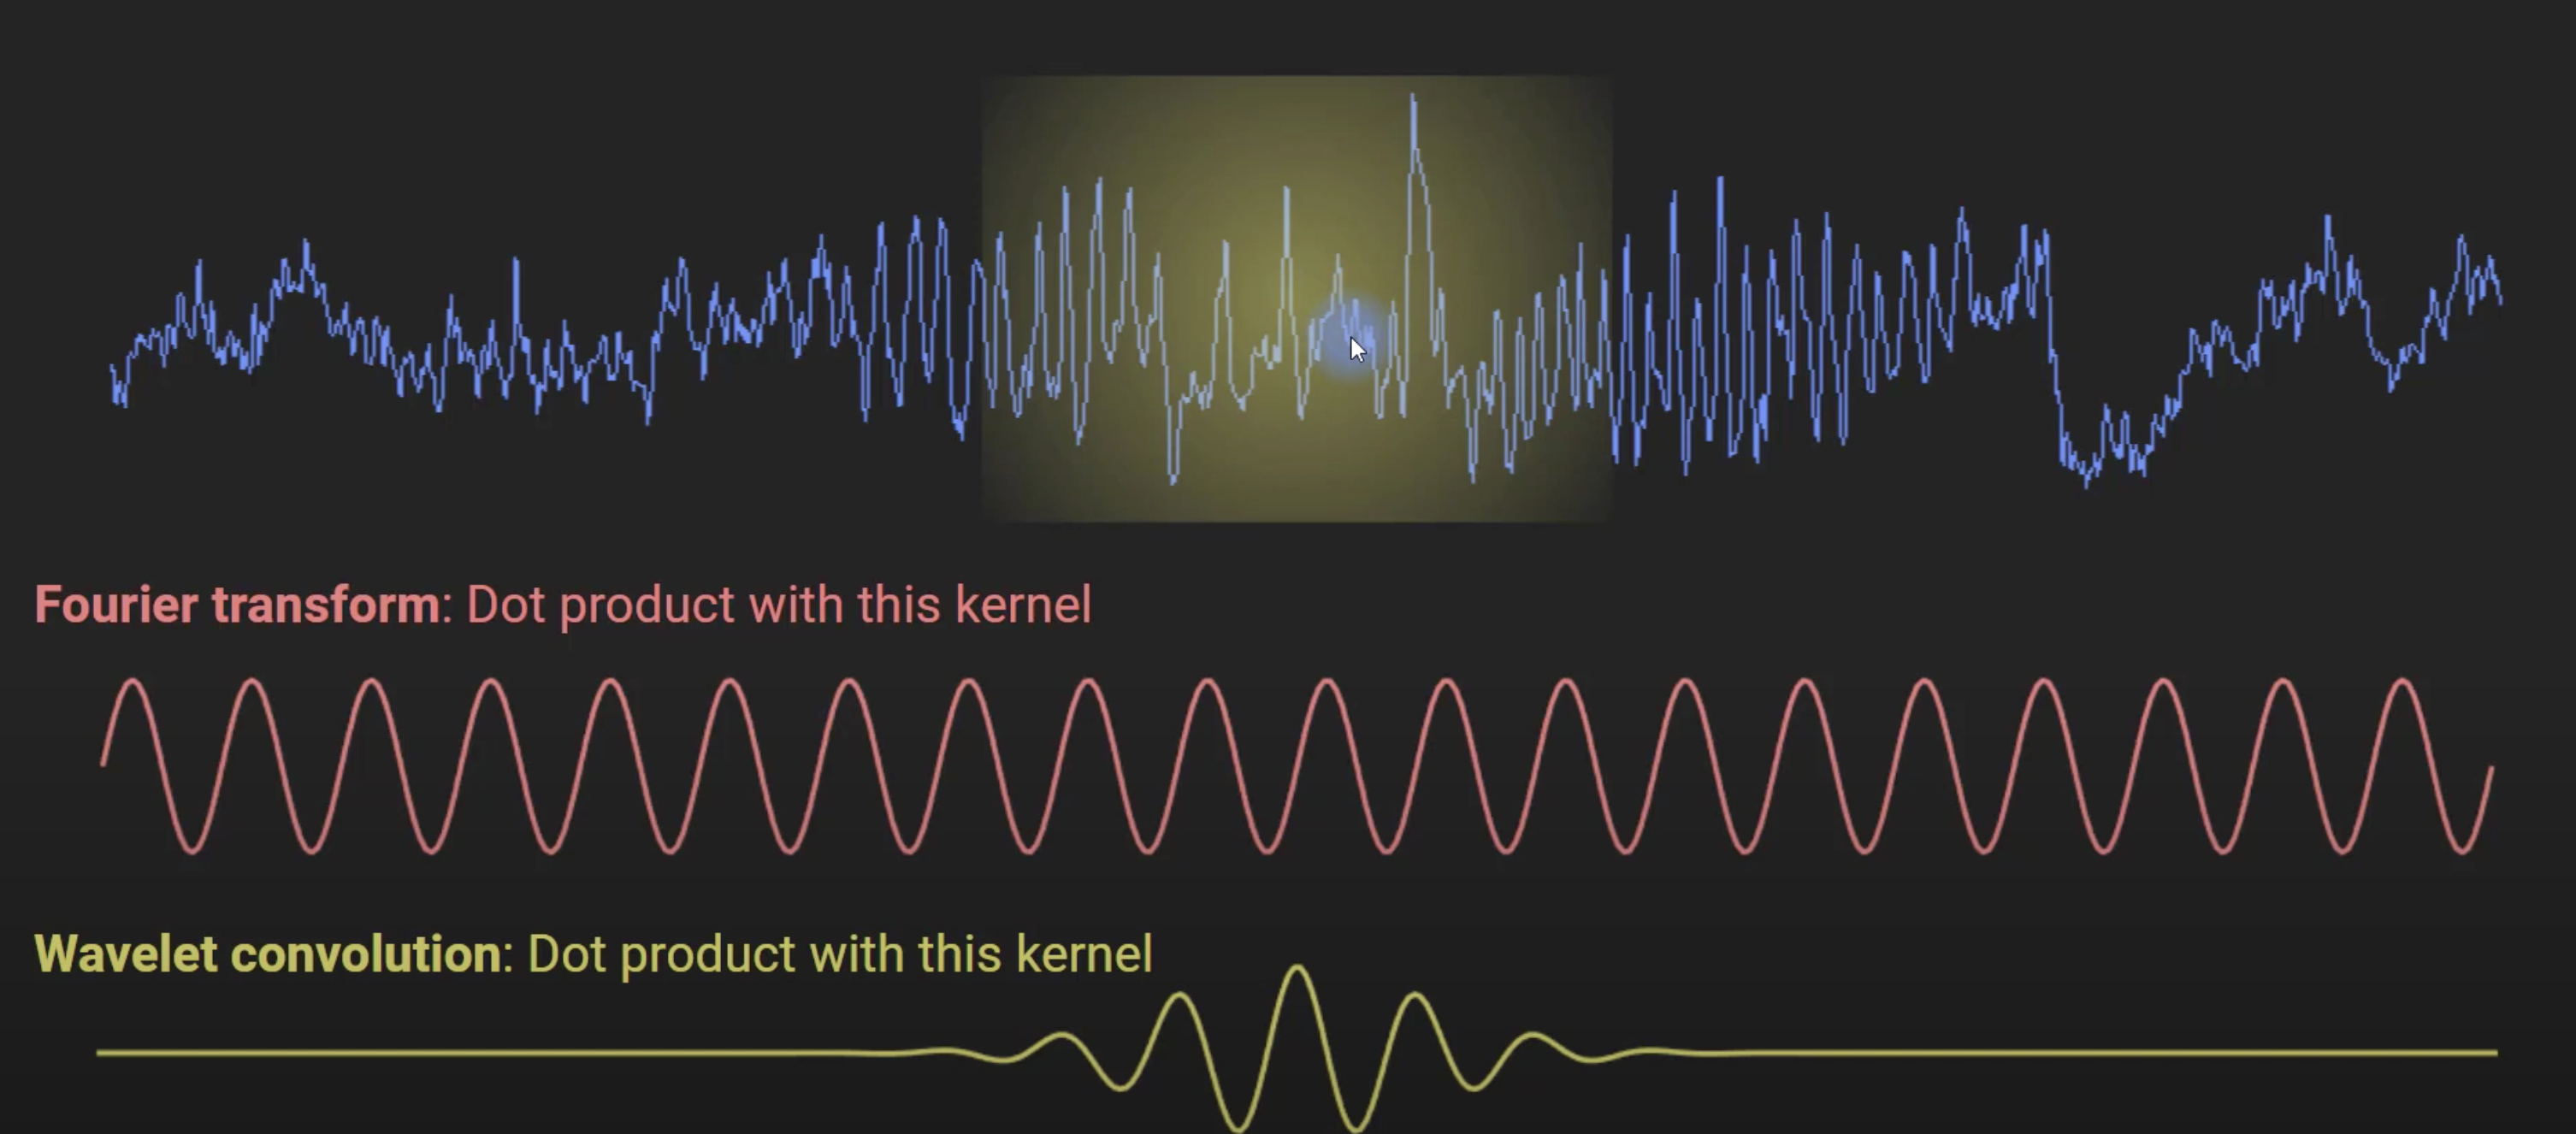 Fourier transform: Dot product with this kernel
Wavelet convolution: Dot product with this kernel